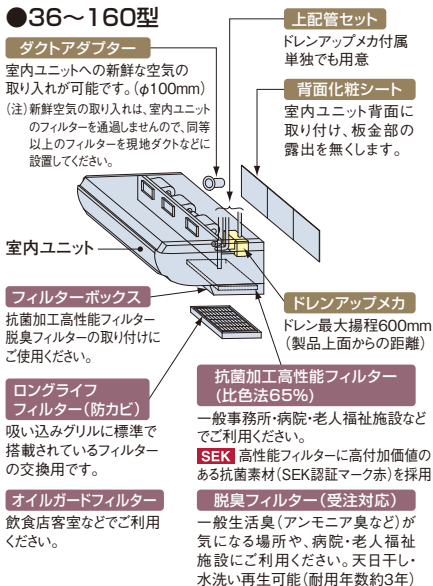 ●36〜160型
ダクトアダプター
室内ユニットへの新鮮な空気の
取り入れが可能です。(φ100mm)
(注)新鮮空気の取り入れは、室内ユニット
のフィルターを通過しませんので、同等
以上のフィルターを現地ダクトなどに
設置してください。
上配管セット
ドレンアップメカ付属
単独でも用意
背面化粧シート
室内ユニット背面に
取り付け、板金部の
露出を無くします。
室内ユニット
フィルターボックス
抗菌加工高性能フィルター
脱臭フィルターの取り付けに
ご使用ください。
ドレンアップメカ
ドレン最大揚程600mm
(製品上面からの距離)
ロングライフ
フィルター(防カビ)
吸い込みグリルに標準で
搭載されているフィルター
の交換用です。
抗菌加工高性能フィルター
(比色法65%)
一般事務所・病院・老人福祉施設など
でご利用ください。
SEK 高性能フィルターに高付加価値の
ある抗菌素材(SEK認証マーク赤)を採用
オイルガードフィルター
飲食店客室などでご利用
ください。
脱臭フィルター(受注対応)
一般生活臭(アンモニア臭など)が
気になる場所や、病院・老人福祉
施設にご利用ください。天日干し・
水洗い再生可能(耐用年数約3年)